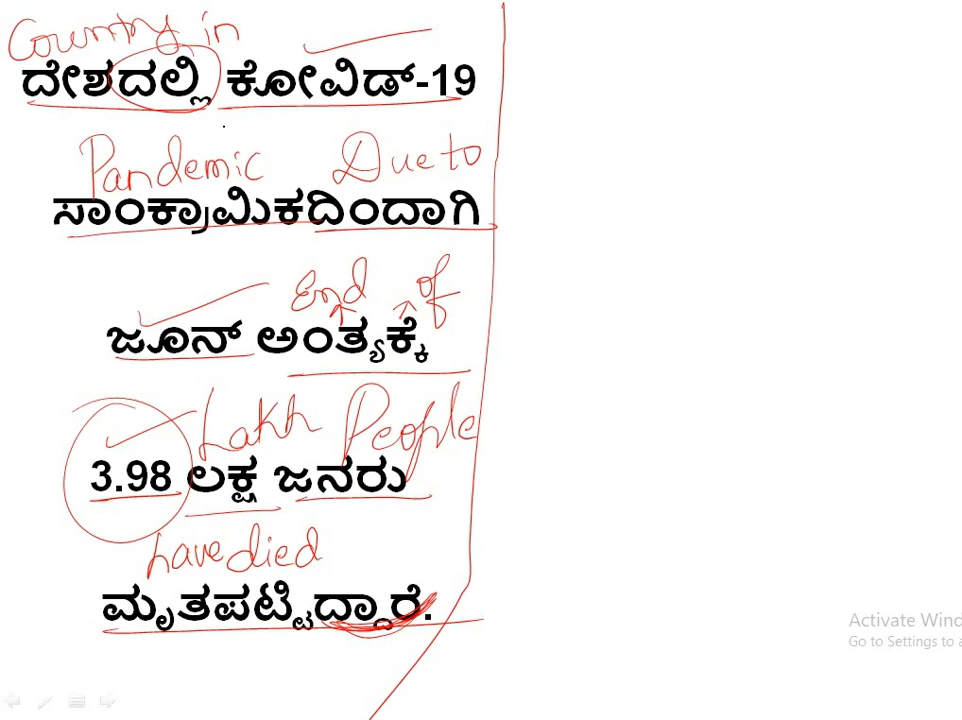 Country in
ದೇಶದಲ್ಲಿ ಕೋವಿಡ್-19
Pandemic Due to
ಸಾಂಕ್ರಾಮಿಕದಿಂದಾಗಿ
End of
ಜೂನ್ ಅಂತ್ಯಕ್ಕೆ
Lakh People
3.98 ಲಕ್ಷ ಜನರು
have died
ಮೃತಪಟ್ಟಿದ್ದಾರೆ.
Activate Wind
Go to Settings to a